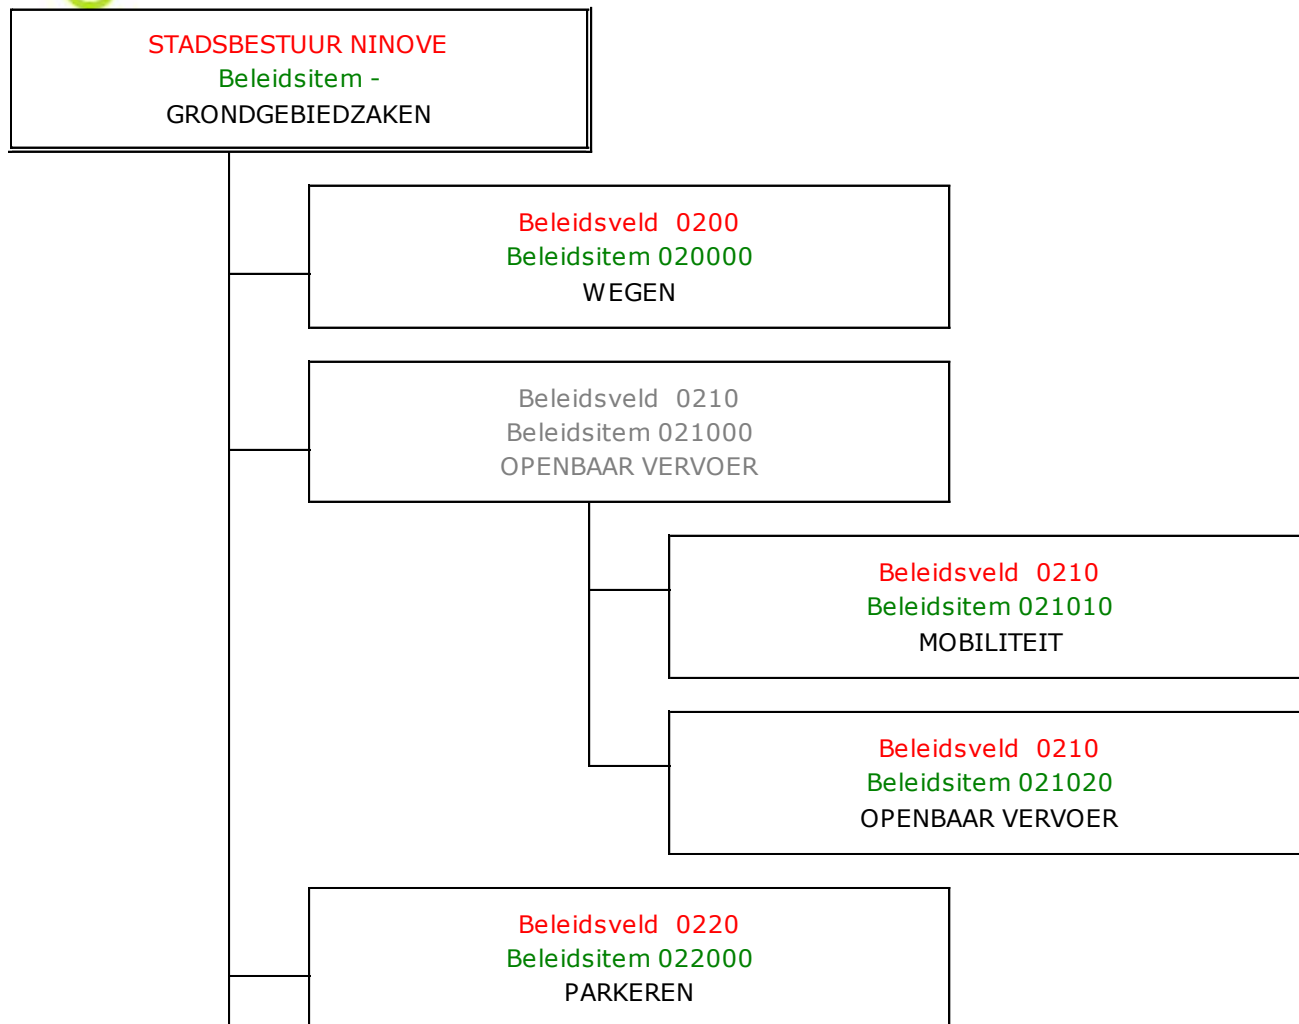 STADSBESTUUR NINOVE
Beleidsitem -
GRONDGEBIEDZAKEN
Beleidsveld 0200
Beleidsitem 020000
WEGEN
Beleidsveld 0210
Beleidsitem 021000
OPENBAAR VERVOER
Beleidsveld 0210
Beleidsitem 021010
MOBILITEIT
Beleidsveld 0210
Beleidsitem 021020
OPENBAAR VERVOER
Beleidsveld 0220
Beleidsitem 022000
PARKEREN